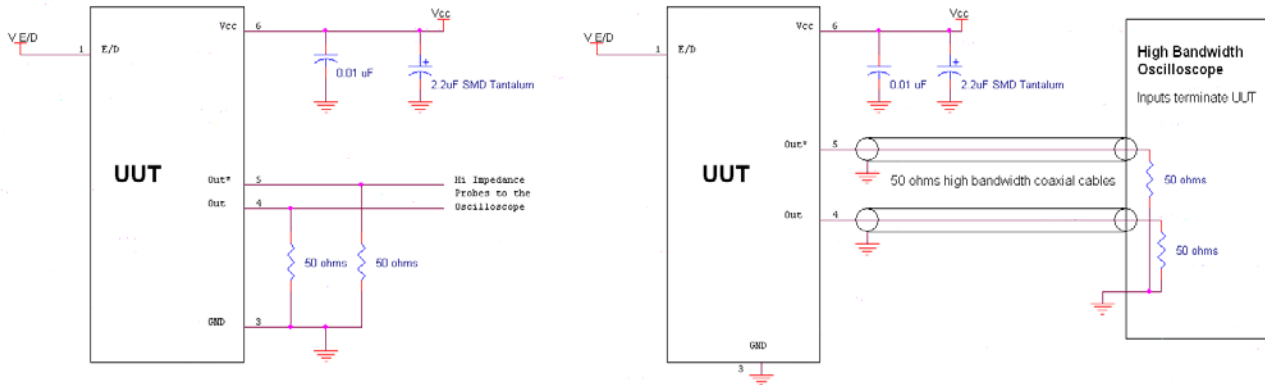 Vcc
6
Vcc
V E/D
1
E/D
0.01 uF
+
2.2uF SMD Tantalum
UUT
Out*
5
Out
4
Hi Impedance
Probes to the
Oscilloscope
50 ohms
50 ohms
GND
3
Vcc
6
Vcc
V E/D
1
E/D
0.01 uF
+
2.2uF SMD Tantalum
High Bandwidth
Oscilloscope
Inputs terminate UUT
UUT
Out*
5
50 ohms high bandwidth coaxial cables
50 ohms
Out
4
50 ohms
GND
3